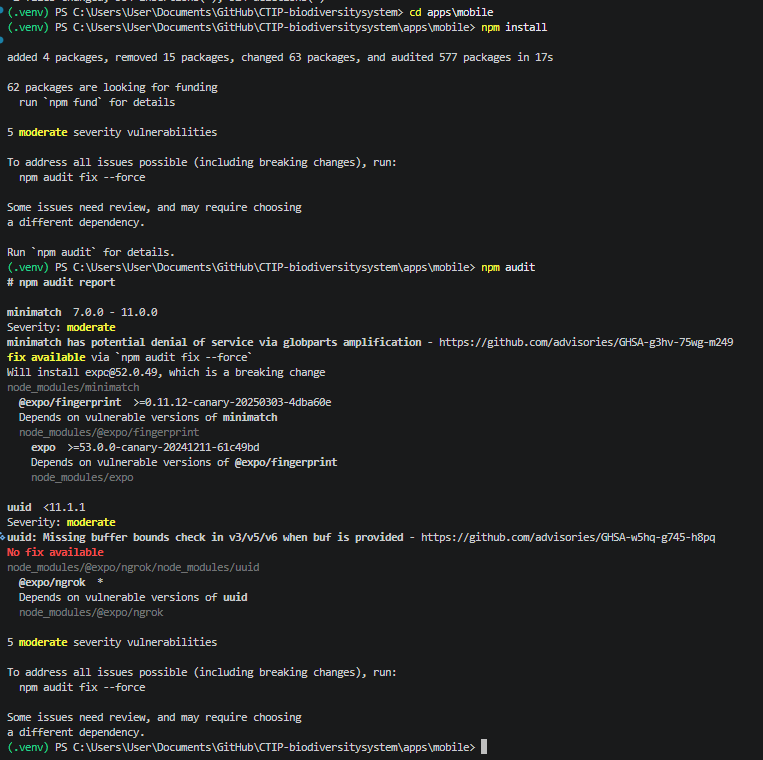 (.venv) PS C:\Users\User\Documents\GitHub\CTIP-biodiversitysystem> cd apps\mobile
(.venv) PS C:\Users\User\Documents\GitHub\CTIP-biodiversitysystem\apps\mobile> npm install
added 4 packages, removed 15 packages, changed 63 packages, and audited 577 packages in 17s
62 packages are looking for funding
  run `npm fund` for details
5 moderate severity vulnerabilities
To address all issues possible (including breaking changes), run:
  npm audit fix --force
Some issues need review, and may require choosing
a different dependency.
Run `npm audit` for details.
(.venv) PS C:\Users\User\Documents\GitHub\CTIP-biodiversitysystem\apps\mobile> npm audit
# npm audit report
minimatch  7.0.0 - 11.0.0
Severity: moderate
minimatch has potential denial of service via globparts amplification - https://github.com/advisories/GHSA-g3hv-75wg-m249
fix available via `npm audit fix --force`
Will install expo@52.0.49, which is a breaking change
node_modules/minimatch
  @expo/fingerprint  >=0.11.12-canary-20250303-4dba60e
  Depends on vulnerable versions of minimatch
  node_modules/@expo/fingerprint
    expo  >=53.0.0-canary-20241211-61c49bd
    Depends on vulnerable versions of @expo/fingerprint
    node_modules/expo
uuid  <11.1.1
Severity: moderate
uuid: Missing buffer bounds check in v3/v5/v6 when buf is provided - https://github.com/advisories/GHSA-w5hq-g745-h8pq
No fix available
node_modules/@expo/ngrok/node_modules/uuid
  @expo/ngrok  *
  Depends on vulnerable versions of uuid
  node_modules/@expo/ngrok
5 moderate severity vulnerabilities
To address all issues possible (including breaking changes), run:
  npm audit fix --force
Some issues need review, and may require choosing
a different dependency.
(.venv) PS C:\Users\User\Documents\GitHub\CTIP-biodiversitysystem\apps\mobile>